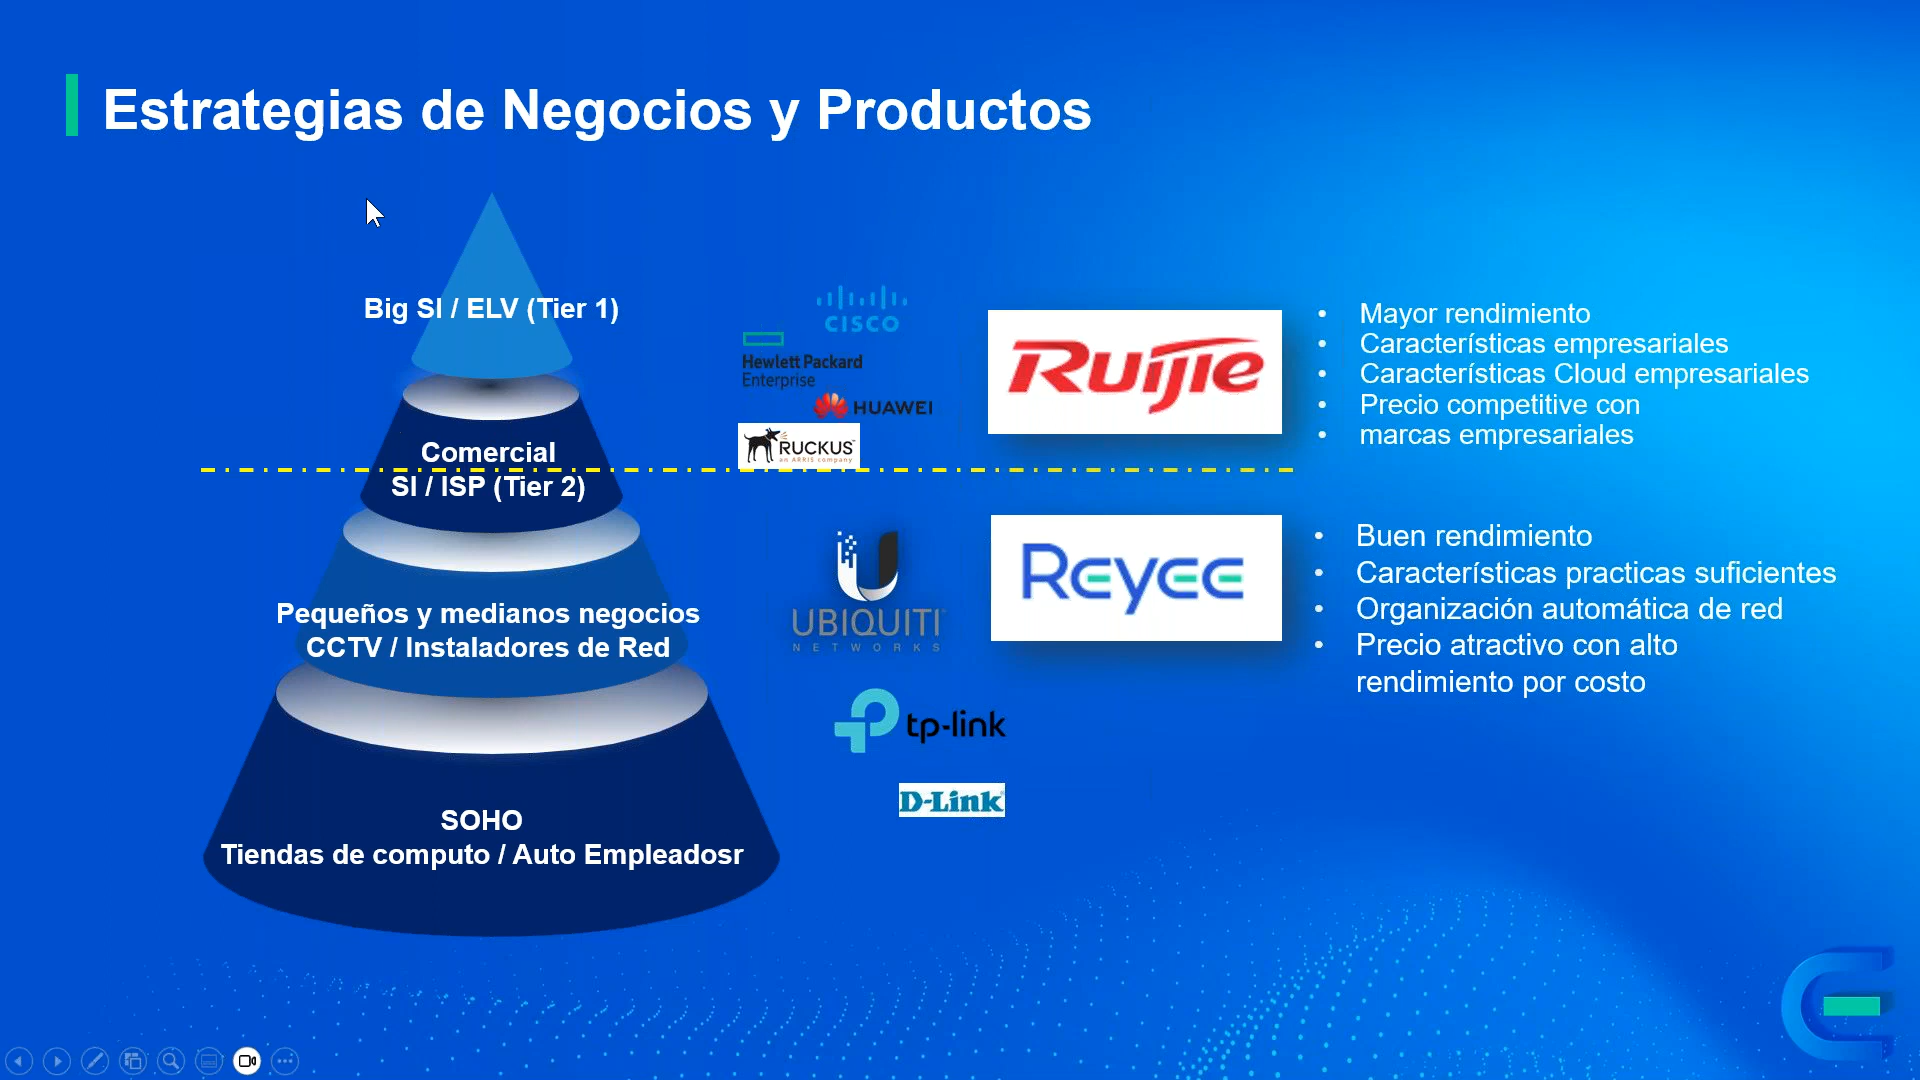 Estrategias de Negocios y Productos
Big SI / ELV (Tier 1)
Comercial
SI / ISP (Tier 2)
Pequeños y medianos negocios
CCTV / Instaladores de Red
SOHO
Tiendas de computo / Auto Empleadosr
CISCO
Hewlett Packard
Enterprise
HUAWEI
RUCKUS
an ARRIS company
Ruijie
• Mayor rendimiento
• Características empresariales
• Características Cloud empresariales
• Precio competitive con
• marcas empresariales
UBIQUITI
NETWORKS
Reyee
• Buen rendimiento
• Características practicas suficientes
• Organización automática de red
• Precio atractivo con alto
rendimiento por costo
tp-link
D-Link